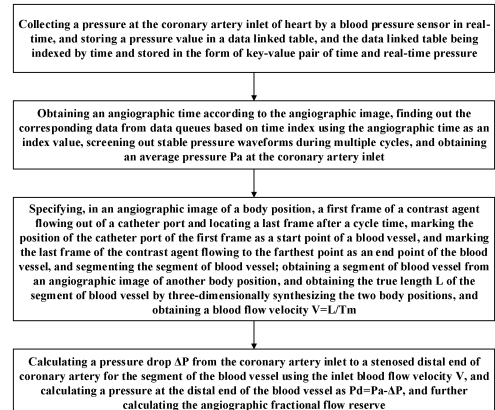 Collecting a pressure at the coronary artery inlet of heart by a blood pressure sensor in real-
time, and storing a pressure value in a data linked table, and the data linked table being
indexed by time and stored in the form of key-value pair of time and real-time pressure
Obtaining an angiographic time according to the angiographic image, finding out the
corresponding data from data queues based on time index using the angiographic time as an
index value, screening out stable pressure waveforms during multiple cycles, and obtaining
an average pressure Pa at the coronary artery inlet
Specifying, in an angiographic image of a body position, a first frame of a contrast agent
flowing out of a catheter port and locating a last frame after a cycle time, marking the
position of the catheter port of the first frame as a start point of a blood vessel, and marking
the last frame of the contrast agent flowing to the farthest point as an end point of the blood
vessel, and segmenting the segment of blood vessel; obtaining a segment of blood vessel from
an angiographic image of another body position, and obtaining the true length L of the
segment of blood vessel by three-dimensionally synthesizing the two body positions, and
obtaining a blood flow velocity V=L/Tm
Calculating a pressure drop ΔP from the coronary artery inlet to a stenosed distal end of
coronary artery for the segment of the blood vessel using the inlet blood flow velocity V, and
calculating a pressure at the distal end of the blood vessel as Pd=Pa-ΔP, and further
calculating the angiographic fractional flow reserve